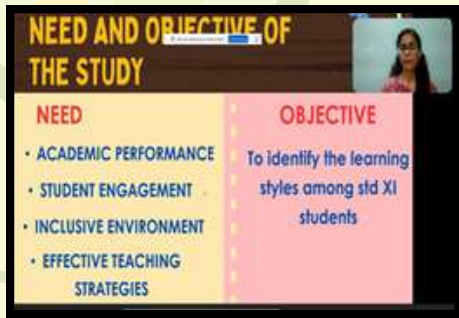 NEED AND OBJECTIVE OF
THE STUDY
NEED
• ACADEMIC PERFORMANCE
• STUDENT ENGAGEMENT
• INCLUSIVE ENVIRONMENT
• EFFECTIVE TEACHING
STRATEGIES
OBJECTIVE
To identify the learning
styles among std XI
students